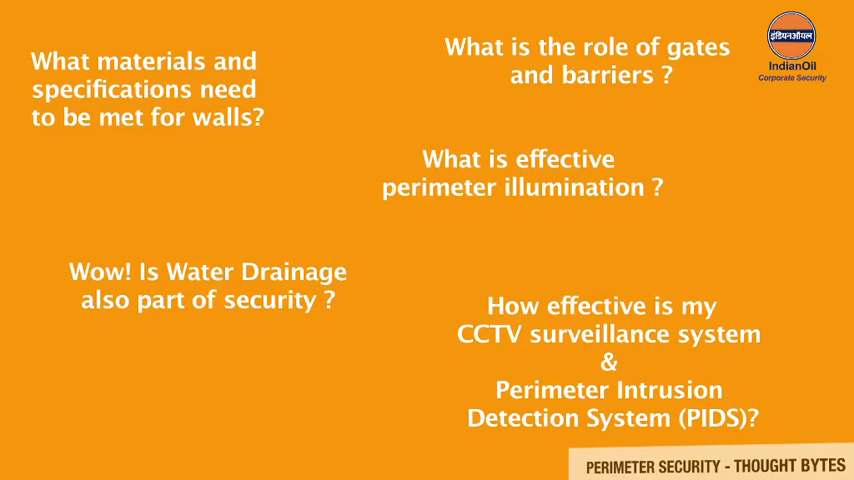 What materials and
specifications need
to be met for walls?
What is the role of gates
and barriers ?
इंडियनऑयल
IndianOil
Corporate Security
What is effective
perimeter illumination ?
Wow! Is Water Drainage
also part of security ?
How effective is my
CCTV surveillance system
&
Perimeter Intrusion
Detection System (PIDS)?
PERIMETER SECURITY - THOUGHT BYTES